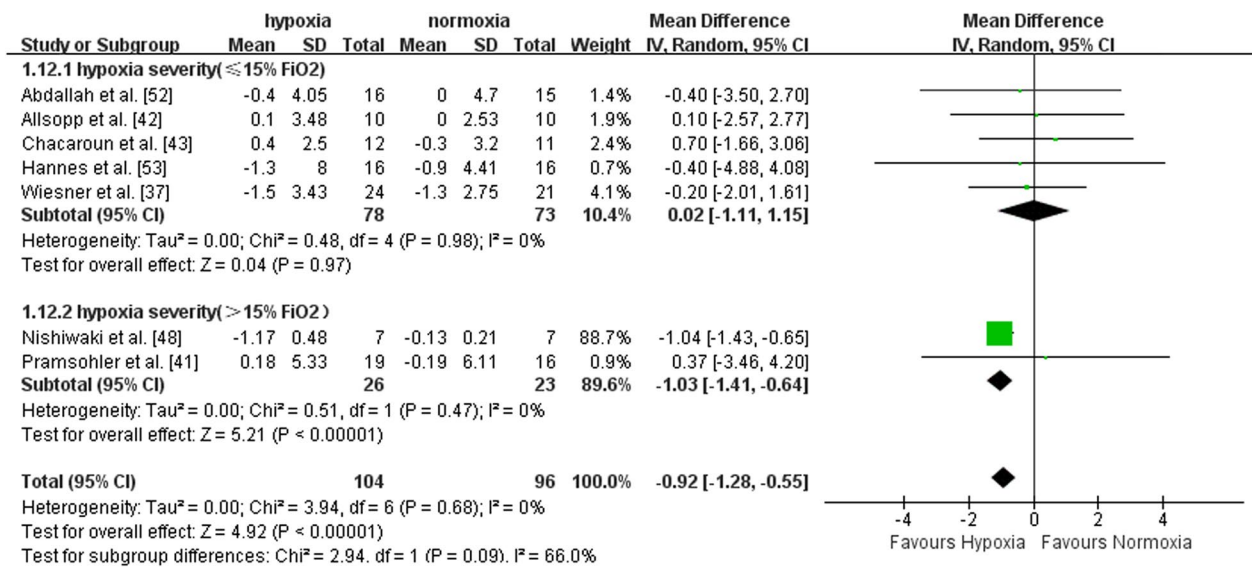 hypoxia normoxia Mean Difference Mean Difference
Study or Subgroup Mean SD Total Mean SD Total Weight IV, Random, 95% CI IV, Random, 95% CI
1.12.1 hypoxia severity(≤15% FiO2)
Abdallah et al. [52] -0.4 4.05 16 0 4.7 15 1.4% -0.40 [-3.50, 2.70]
Allsopp et al. [42] 0.1 3.48 10 0 2.53 10 1.9% 0.10 [-2.57, 2.77]
Chacaroun et al. [43] 0.4 2.5 12 -0.3 3.2 11 2.4% 0.70 [-1.66, 3.06]
Hannes et al. [53] -1.3 8 16 -0.9 4.41 16 0.7% -0.40 [-4.88, 4.08]
Wiesner et al. [37] -1.5 3.43 24 -1.3 2.75 21 4.1% -0.20 [-2.01, 1.61]
Subtotal (95% CI) 78 73 10.4% 0.02 [-1.11, 1.15]
Heterogeneity: Tau² = 0.00; Chi² = 0.48, df = 4 (P = 0.98); I² = 0%
Test for overall effect: Z = 0.04 (P = 0.97)
1.12.2 hypoxia severity(>15% FiO2)
Nishiwaki et al. [48] -1.17 0.48 7 -0.13 0.21 7 88.7% -1.04 [-1.43, -0.65]
Pramsohler et al. [41] 0.18 5.33 19 -0.19 6.11 16 0.9% 0.37 [-3.46, 4.20]
Subtotal (95% CI) 26 23 89.6% -1.03 [-1.41, -0.64]
Heterogeneity: Tau² = 0.00; Chi² = 0.51, df = 1 (P = 0.47); I² = 0%
Test for overall effect: Z = 5.21 (P < 0.00001)
Total (95% CI) 104 96 100.0% -0.92 [-1.28, -0.55]
Heterogeneity: Tau² = 0.00; Chi² = 3.94, df = 6 (P = 0.68); I² = 0%
Test for overall effect: Z = 4.92 (P < 0.00001)
Test for subgroup differences: Chi² = 2.94, df = 1 (P = 0.09), I² = 66.0%
-4 -2 0 2 4
Favours Hypoxia Favours Normoxia